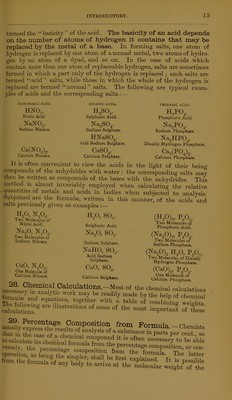 INTRODUCTORY. 15
termed the "basicity" of the acid. The basicity of an acid depends
on the number of atoms of hydrogen it contains that may be
replaced by the metal of a base. In forming salts, one atom of
hydrogen is replaced by one atom of a monad metal, two atoms of hydro-
gen by an atom of a dyad, and so on. In the case of acids which
contain more than one atom of replaceable hydrogen, salts are sometimes
formed in which a part only of the hydrogen is replaced; such salts are
termed "acid" salts, while those in which the whole of the hydrogen is
replaced are termed "normal" salts. The following are typical exam-
ples of acids and the corresponding salts:—
MONOBASIC ACID. DIBASIC ACID. TRIBASIC ACID.
HNO3. H2SO4. H3PO4.
Nitric Acid. Sulphuric Acid. Phosphoric Acid.
NaNO3. Na2SO4. Na3PO4.
Sodium Nitrate. Sodium Sulphate. Sodium Phosphate.
HNaSO4. Na2HPO4.
Acid Sodium Sulphate. Disodic Hydrogen Phosphate.
Ca(NO3)2. CaSO4. Ca3(PO4)2.
Calcium Nitrate. Calcium Sulphate. Calcium Phosphate.
It is often convenient to view the acids in the light of their being
compounds of the anhydrides with water: the corresponding salts may
then be written as compounds of the bases with the anhydrides. This
method is almost invariably employed when calculating the relative
quantities of metals and acids in bodies when subjected to analysis.
Subjoined are the formulæ, written in this manner, of the acids and
salts previously given as examples:—
H2O, N2O5. H2O, SO3. (H2O)3, P2O5.
Two Molecules of Nitric Acid. Sulphuric Acid. Two Molecules of Phosphoric Acid.
Na2O, N2O5. Na2O, SO3. (Na2O)3, P2O5.
Two Molecules of Sodium Nitrate. Sodium Sulphate. Two Molecules of Sodium Phosphate.
NaHO, SO3. (Na2O)2, H2O, P2O5.
Acid Sodium Sulphate. Two Molecules of Disodic Hydrogen Phosphate.
CaO, N2O5. CaO, SO3. (CaO)3, P2O5.
One Molecule of Calcium Nitrate. Calcium Sulphate. One Molecule of Calcium Phosphate.
28. Chemical Calculations.—Most of the chemical calculations
necessary in analytic work may be readily made by the help of chemical
formulæ and equations, together with a table of combining weights.
The following are illustrations of some of the most important of these
calculations.
29. Percentage Composition from Formula.—Chemists
usually express the results of analysis of a substance in parts per cent., so
that in the case of a chemical compound it is often necessary to be able
to calculate its chemical formula from the percentage composition, or con-
versely, the percentage composition from the formula. The latter
operation, as being the simpler, shall be first explained. It is possible
from the formula of any body to arrive at the molecular weight of the